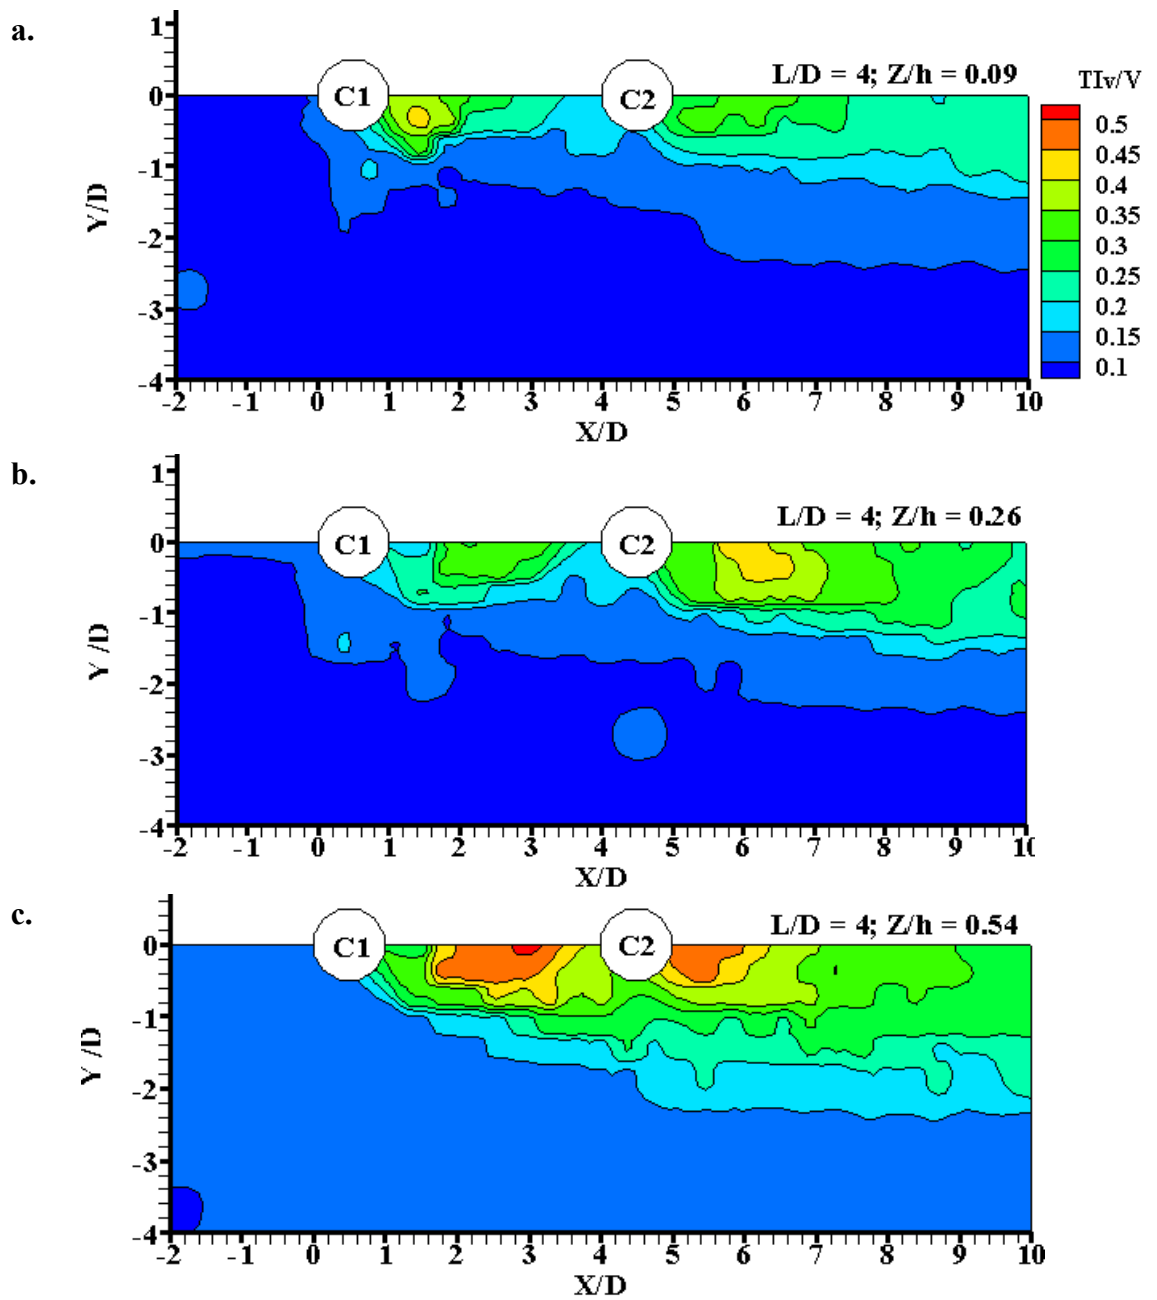 a.
L/D = 4; Z/h = 0.09
TIv/V
C1
C2
1
0
-1
-2
-3
-4
Y/D
-2 -1 0 1 2 3 4 5 6 7 8 9 10
X/D
0.5
0.45
0.4
0.35
0.3
0.25
0.2
0.15
0.1
b.
L/D = 4; Z/h = 0.26
C1
C2
1
0
-1
-2
-3
-4
Y /D
-2 -1 0 1 2 3 4 5 6 7 8 9
X/D
c.
L/D = 4; Z/h = 0.54
C1
C2
0
-1
-2
-3
-4
Y /D
-2 -1 0 1 2 3 4 5 6 7 8 9 10
X/D